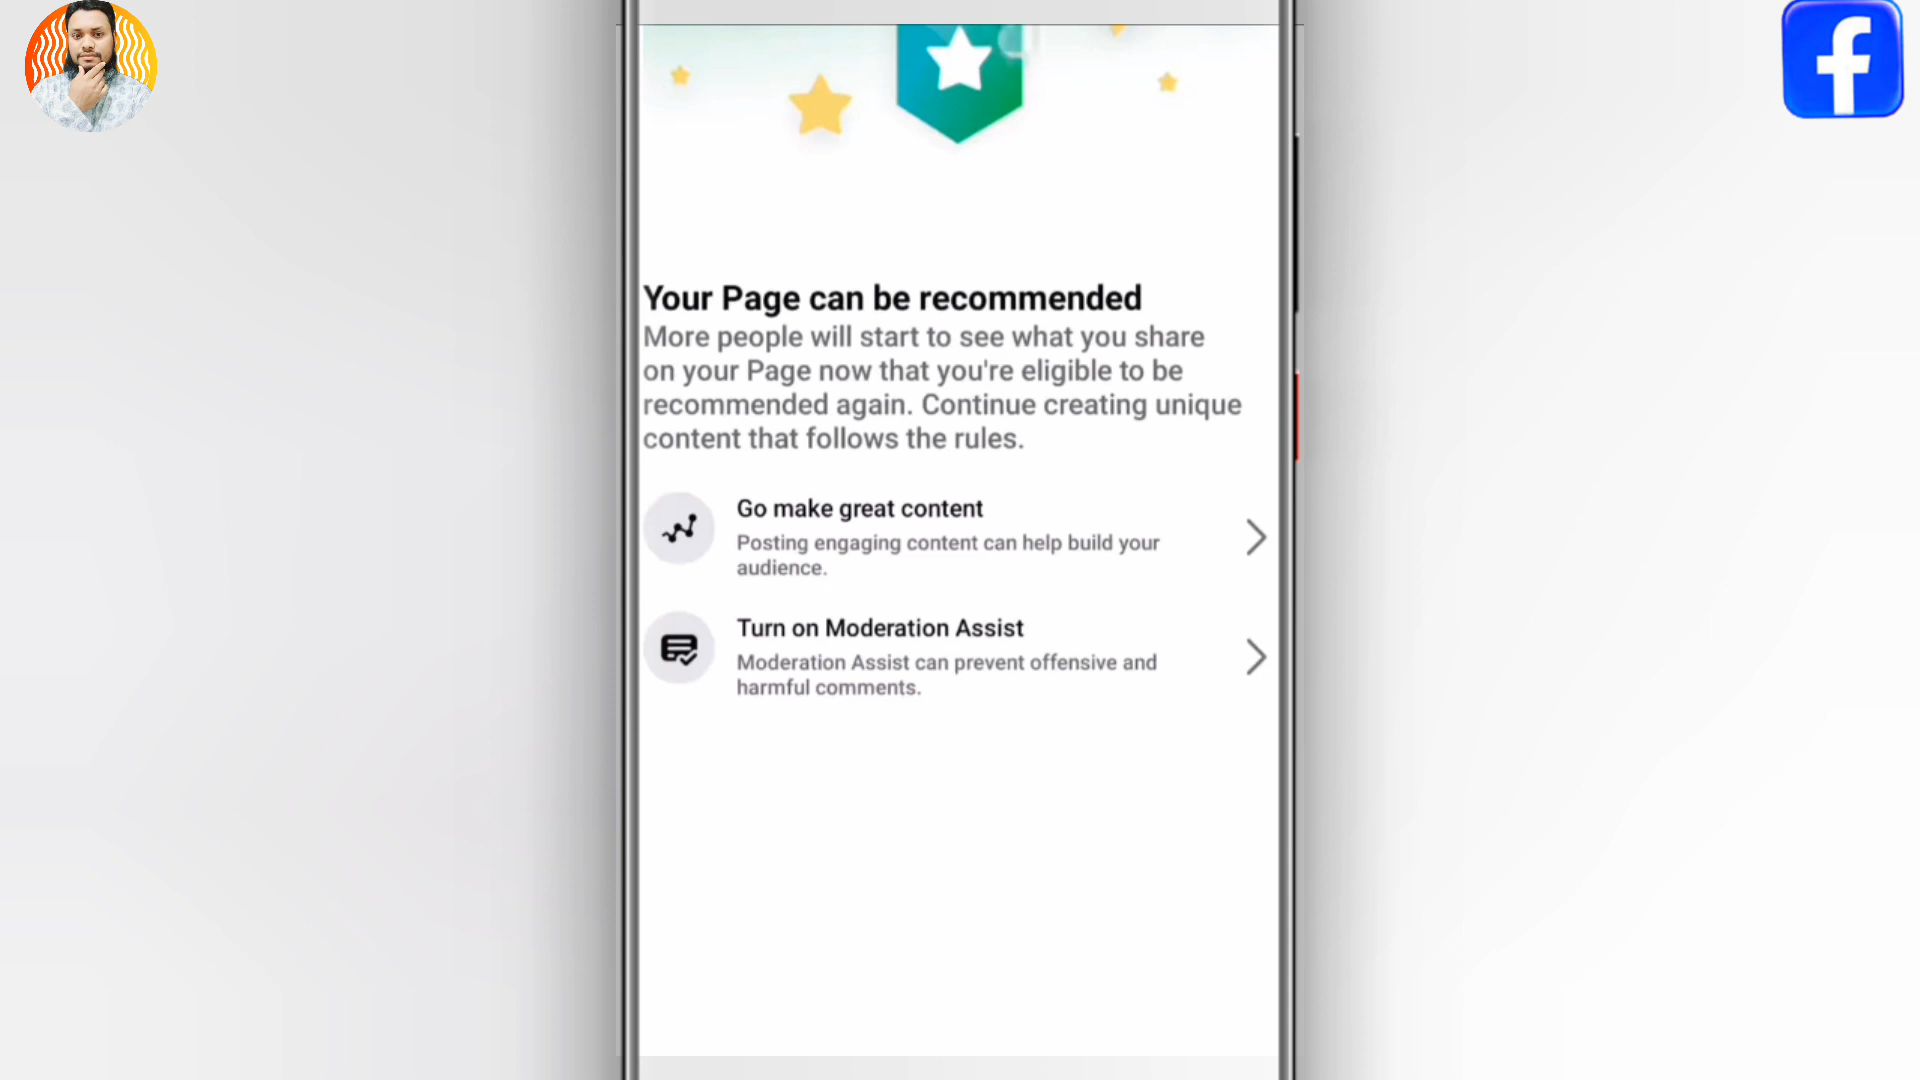 Your Page can be recommended
More people will start to see what you share
on your Page now that you're eligible to be
recommended again. Continue creating unique
content that follows the rules.
Go make great content
Posting engaging content can help build your
audience.
Turn on Moderation Assist
Moderation Assist can prevent offensive and
harmful comments.